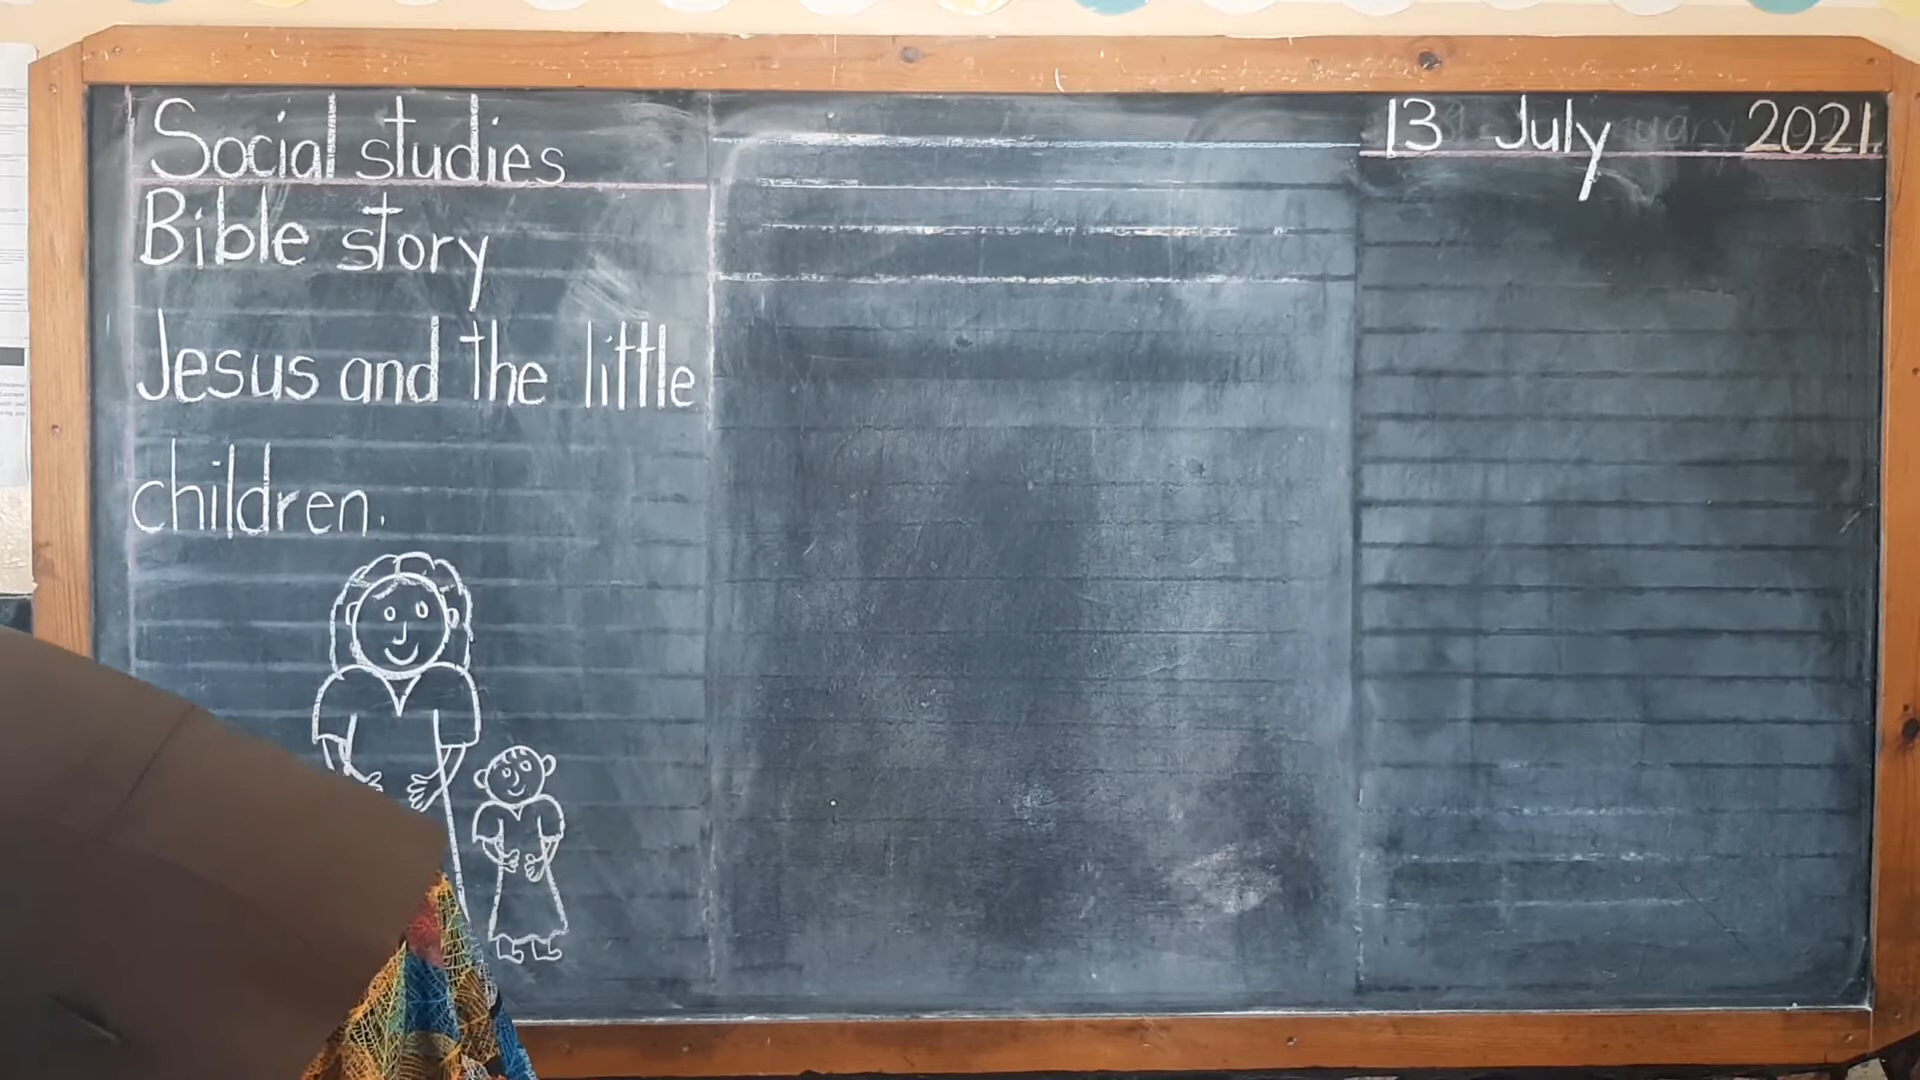 Social studies
Bible story
Jesus and the little
children.
13 July 2021.